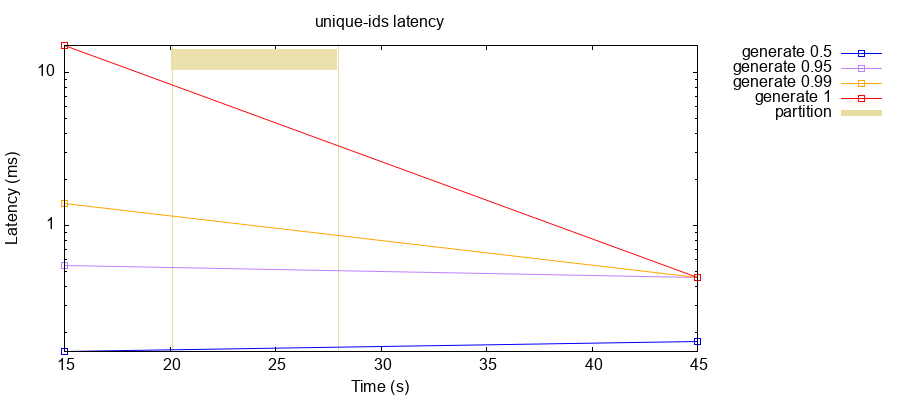 unique-ids latency
generate 0.5
generate 0.95
generate 0.99
generate 1
partition
10
1
Latency (ms)
15 20 25 30 35 40 45
Time (s)